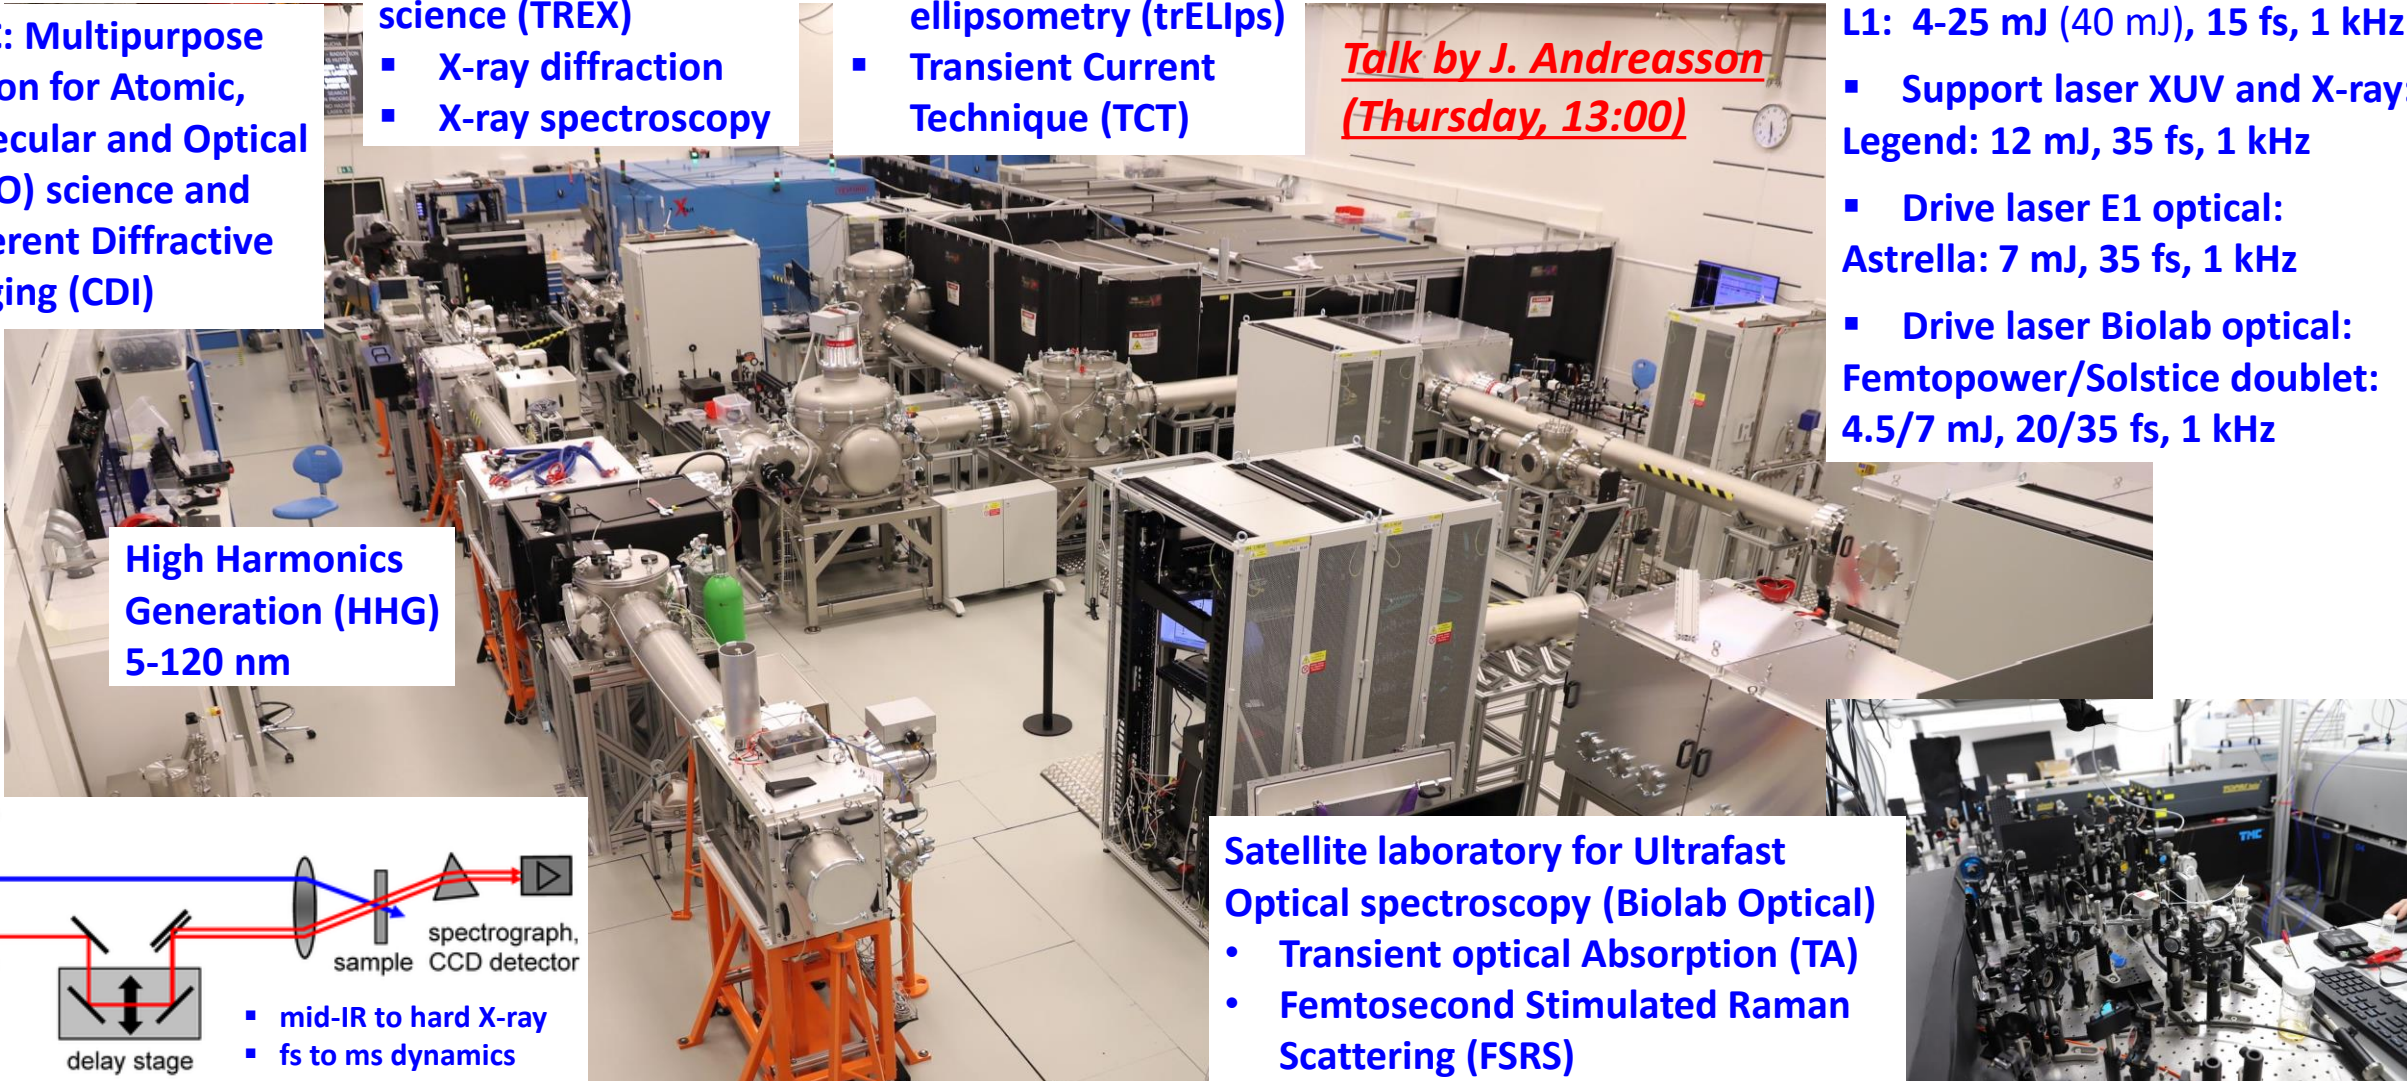 : Multipurpose
for Atomic,
and Optical
science and
Diffractive
(CDI)
science (TREX)
▪ X-ray diffraction
▪ X-ray spectroscopy
ellipsometry (trELIps)
▪ Transient Current
Technique (TCT)
Talk by J. Andreasson
(Thursday, 13:00)
L1: 4-25 mJ (40 mJ), 15 fs, 1 kHz
▪ Support laser XUV and X-ray:
Legend: 12 mJ, 35 fs, 1 kHz
▪ Drive laser E1 optical:
Astrella: 7 mJ, 35 fs, 1 kHz
▪ Drive laser Biolab optical:
Femtopower/Solstice doublet:
4.5/7 mJ, 20/35 fs, 1 kHz
High Harmonics
Generation (HHG)
5-120 nm
spectrograph,
sample CCD detector
delay stage
▪ mid-IR to hard X-ray
▪ fs to ms dynamics
Satellite laboratory for Ultrafast
Optical spectroscopy (Biolab Optical)
• Transient optical Absorption (TA)
• Femtosecond Stimulated Raman
Scattering (FSRS)
TMC